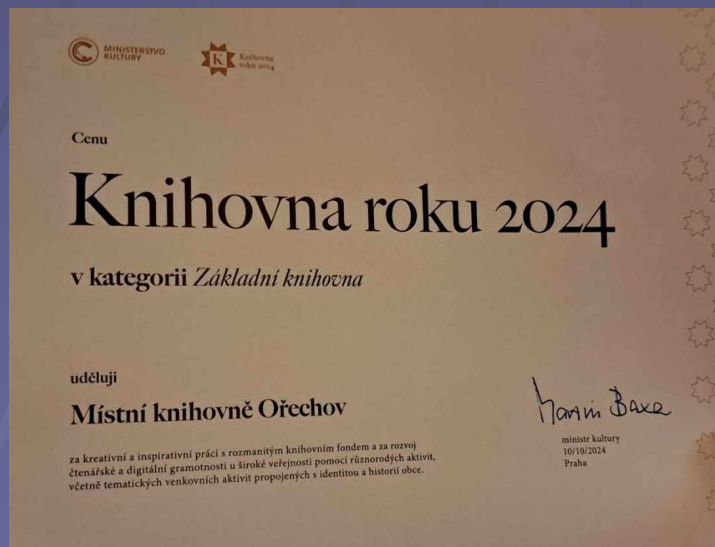 MINISTERSTVO
KULTURY
K
Knihovna
roku 2024
Cenu
Knihovna roku 2024
v kategorii Základní knihovna
uděluji
Místní knihovně Ořechov
za kreativní a inspirativní práci s rozmanitým knihovním fondem a za rozvoj
čtenářské a digitální gramotnosti u široké veřejnosti pomocí různorodých aktivit,
včetně tematických venkovních aktivit propojených s identitou a historií obce.
Martin Baxa
ministr kultury
10/10/2024
Praha